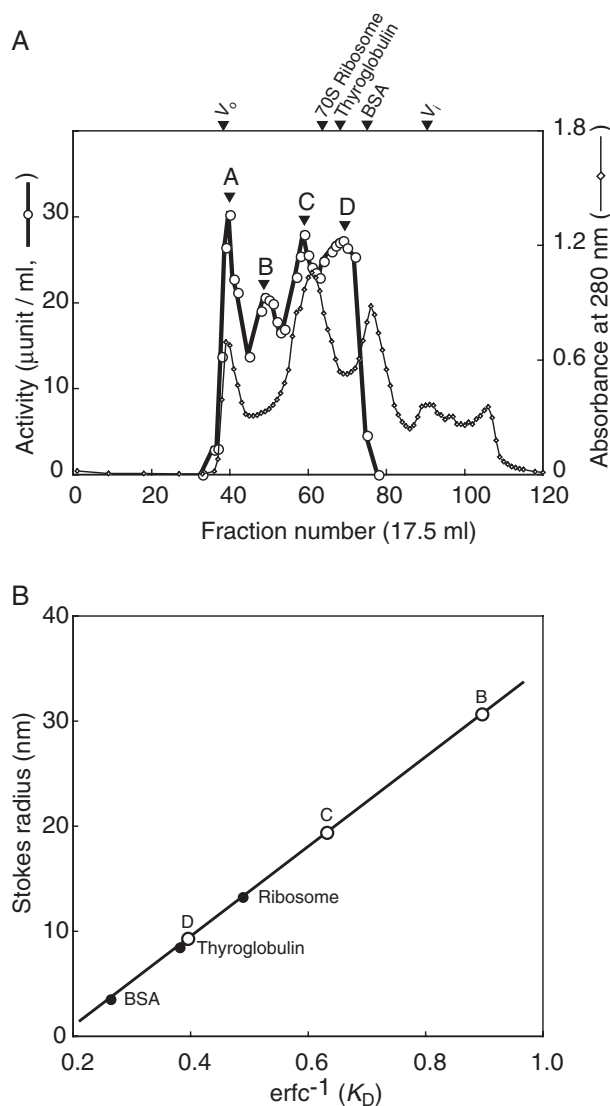 A
Vo
70S Ribosome
Thyroglobulin
BSA
Vi
Activity (µunit / ml, )
30
20
10
0
A
B
C
D
1.8
1.2
0.6
0
Absorbance at 280 nm ( )
0 20 40 60 80 100 120
Fraction number (17.5 ml)
B
Stokes radius (nm)
40
30
20
10
0
B
C
Ribosome
D
Thyroglobulin
BSA
0.2 0.4 0.6 0.8 1.0
erfc-1 (KD)